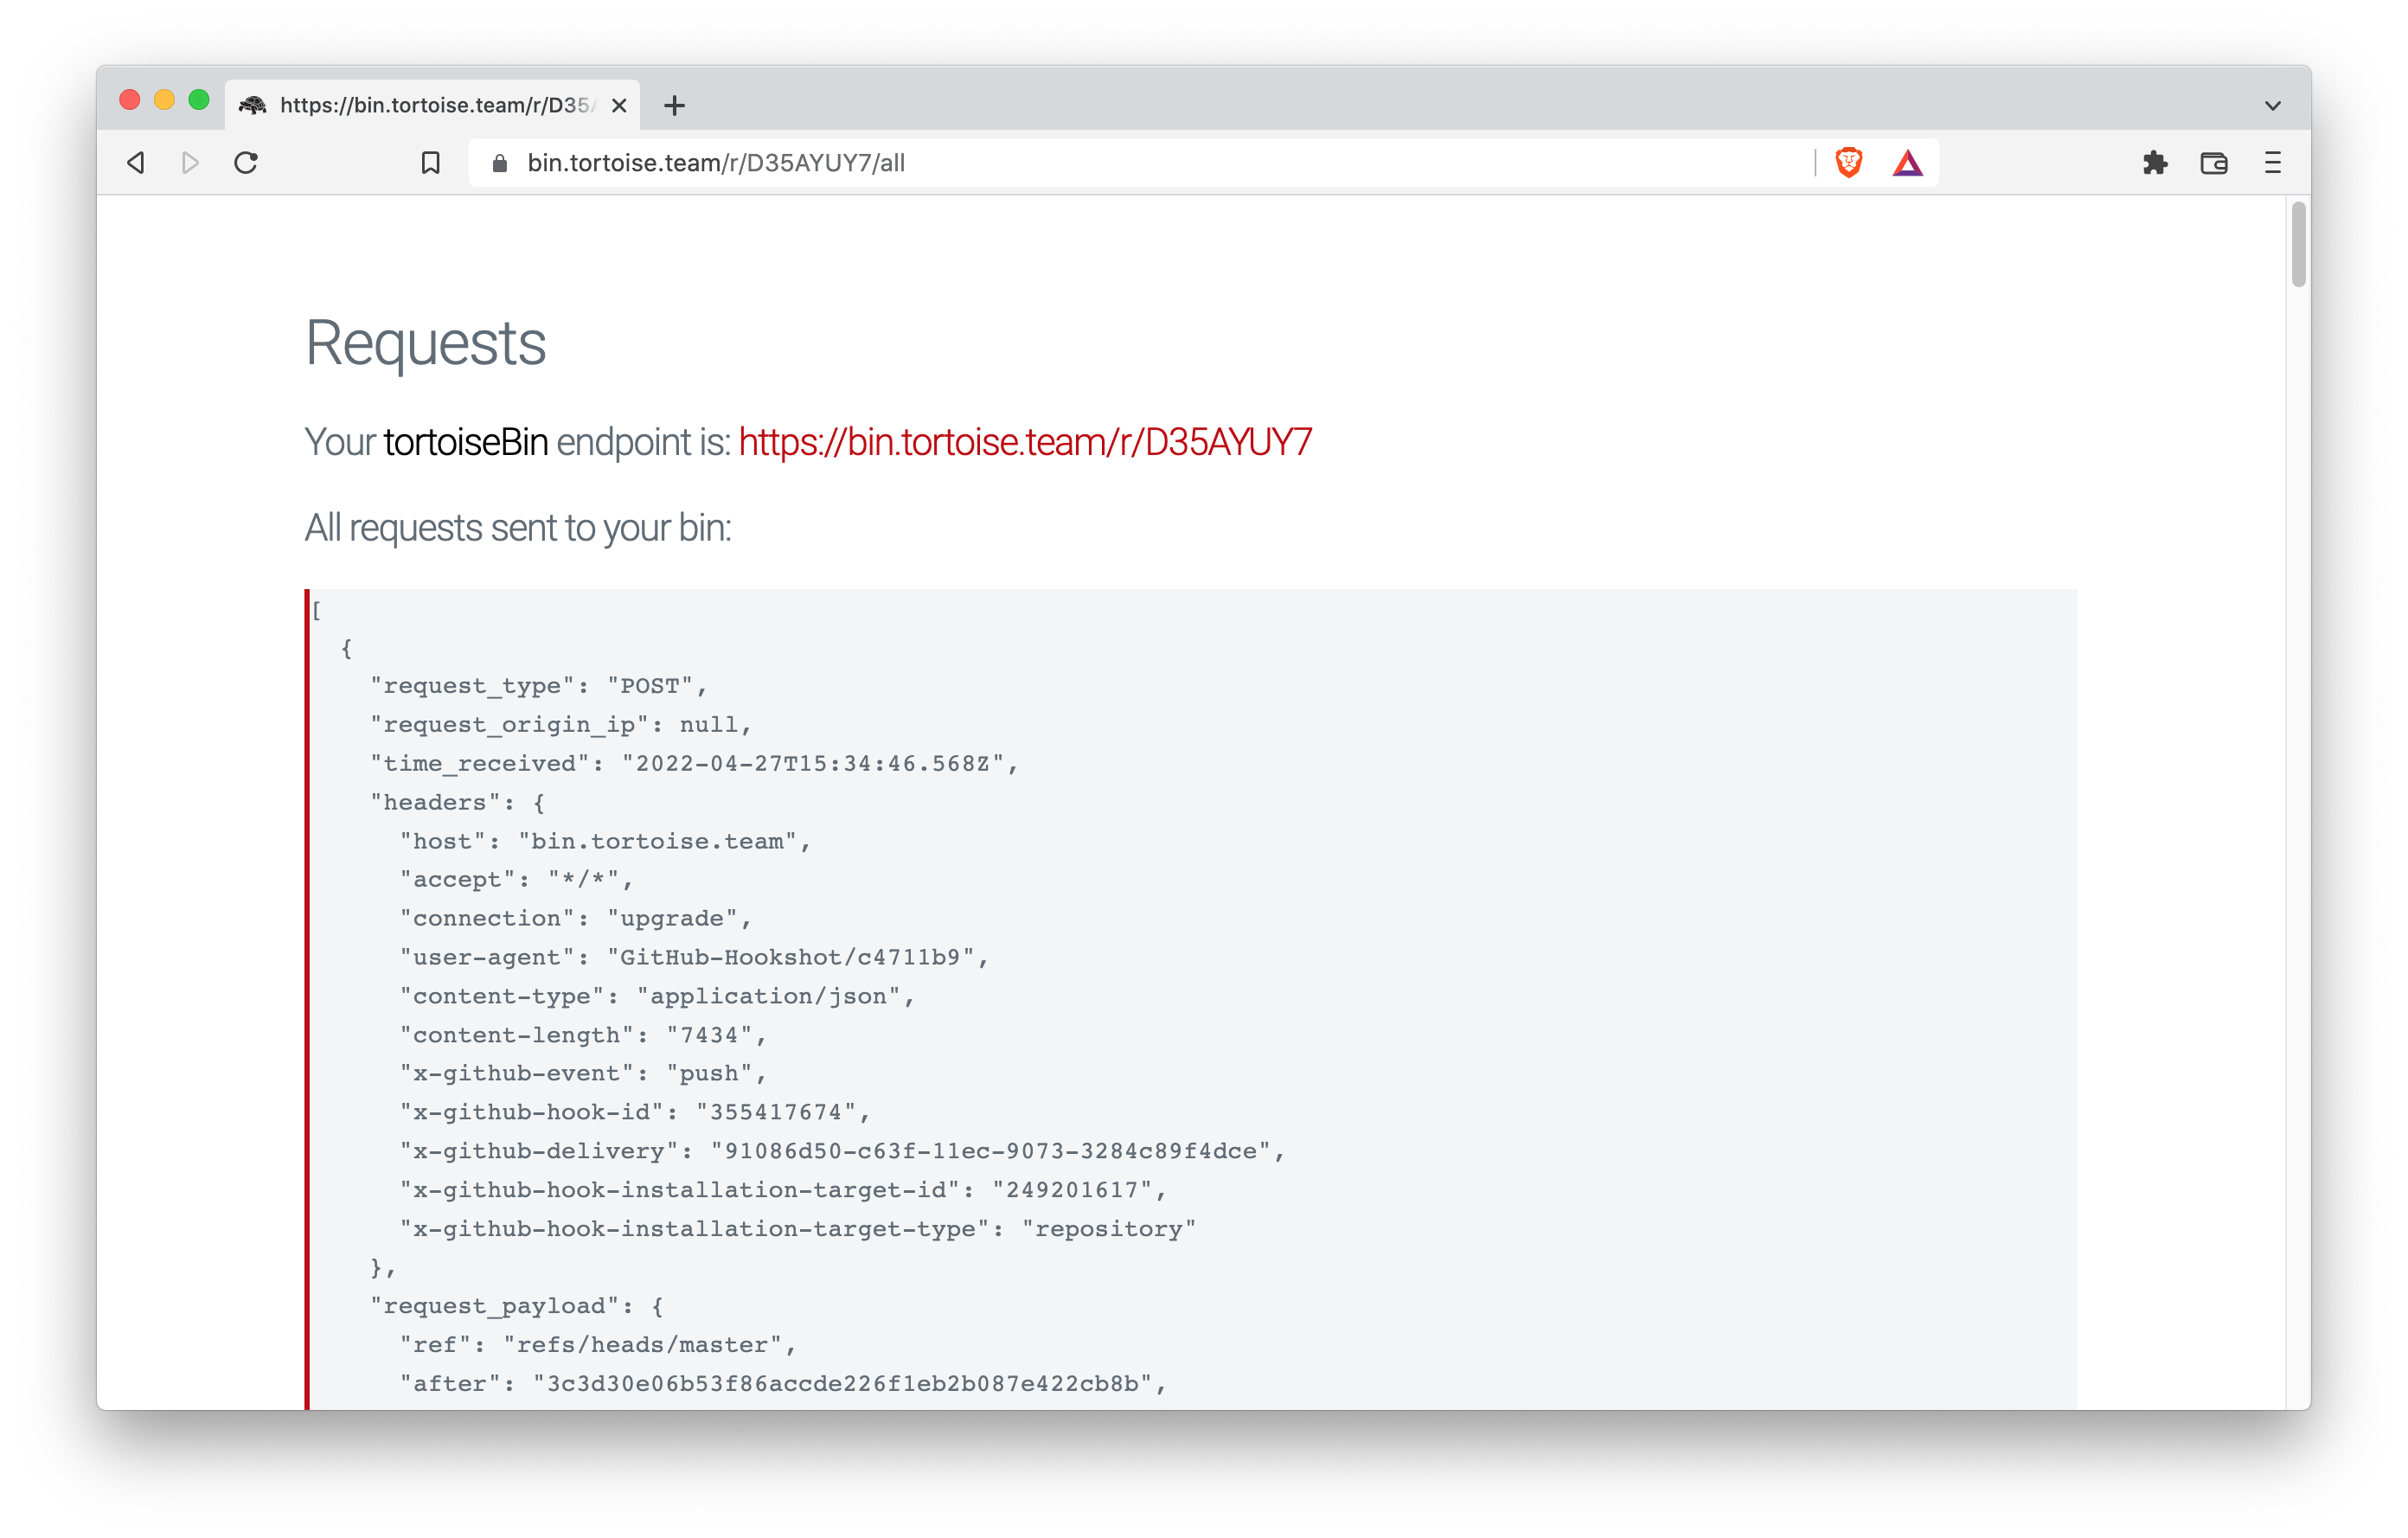 https://bin.tortoise.team/r/D35
bin.tortoise.team/r/D35AYUY7/all
Requests
Your tortoiseBin endpoint is: https://bin.tortoise.team/r/D35AYUY7
All requests sent to your bin:
[
  {
    "request_type": "POST",
    "request_origin_ip": null,
    "time_received": "2022-04-27T15:34:46.568Z",
    "headers": {
      "host": "bin.tortoise.team",
      "accept": "*/*",
      "connection": "upgrade",
      "user-agent": "GitHub-Hookshot/c4711b9",
      "content-type": "application/json",
      "content-length": "7434",
      "x-github-event": "push",
      "x-github-hook-id": "355417674",
      "x-github-delivery": "91086d50-c63f-11ec-9073-3284c89f4dce",
      "x-github-hook-installation-target-id": "249201617",
      "x-github-hook-installation-target-type": "repository"
    },
    "request_payload": {
      "ref": "refs/heads/master",
      "after": "3c3d30e06b53f86accde226f1eb2b087e422cb8b",